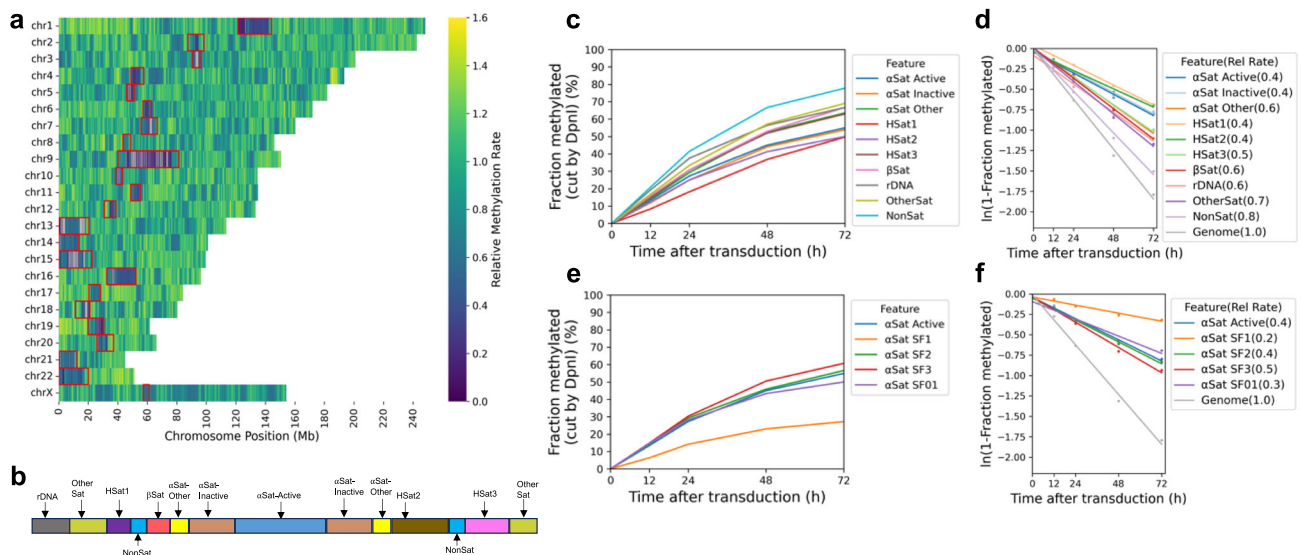 a
chr1
chr2
chr3
chr4
chr5
chr6
chr7
chr8
chr9
chr10
chr11
chr12
chr13
chr14
chr15
chr16
chr17
chr18
chr19
chr20
chr21
chr22
chrX
0 20 40 60 80 100 120 140 160 180 200 220 240
Chromosome Position (Mb)
1.6
1.4
1.2
1.0
0.8
0.6
0.4
0.2
0.0
Relative Methylation Rate
b
rDNA
Other
Sat
HSat1
NonSat
βSat
αSat-
Other
αSat-
Inactive
αSat-Active
αSat-
Inactive
αSat-
Other
HSat2
NonSat
HSat3
Other
Sat
c
Fraction methylated
(cut by DpnI) (%)
100
90
80
70
60
50
40
30
20
10
0
0 12 24 48 72
Time after transduction (h)
Feature
αSat Active
αSat Inactive
αSat Other
HSat1
HSat2
HSat3
βSat
rDNA
OtherSat
NonSat
d
ln(1-Fraction methylated)
0.00
−0.25
−0.50
−0.75
−1.00
−1.25
−1.50
−1.75
−2.00
0 12 24 48 72
Time after transduction (h)
Feature(Rel Rate)
αSat Active(0.4)
αSat Inactive(0.4)
αSat Other(0.6)
HSat1(0.4)
HSat2(0.4)
HSat3(0.5)
βSat(0.6)
rDNA(0.6)
OtherSat(0.7)
NonSat(0.8)
Genome(1.0)
e
Fraction methylated
(cut by DpnI) (%)
100
90
80
70
60
50
40
30
20
10
0
0 12 24 48 72
Time after transduction (h)
Feature
αSat Active
αSat SF1
αSat SF2
αSat SF3
αSat SF01
f
ln(1-Fraction methylated)
0.00
−0.25
−0.50
−0.75
−1.00
−1.25
−1.50
−1.75
−2.00
0 12 24 48 72
Time after transduction (h)
Feature(Rel Rate)
αSat Active(0.4)
αSat SF1(0.2)
αSat SF2(0.4)
αSat SF3(0.5)
αSat SF01(0.3)
Genome(1.0)